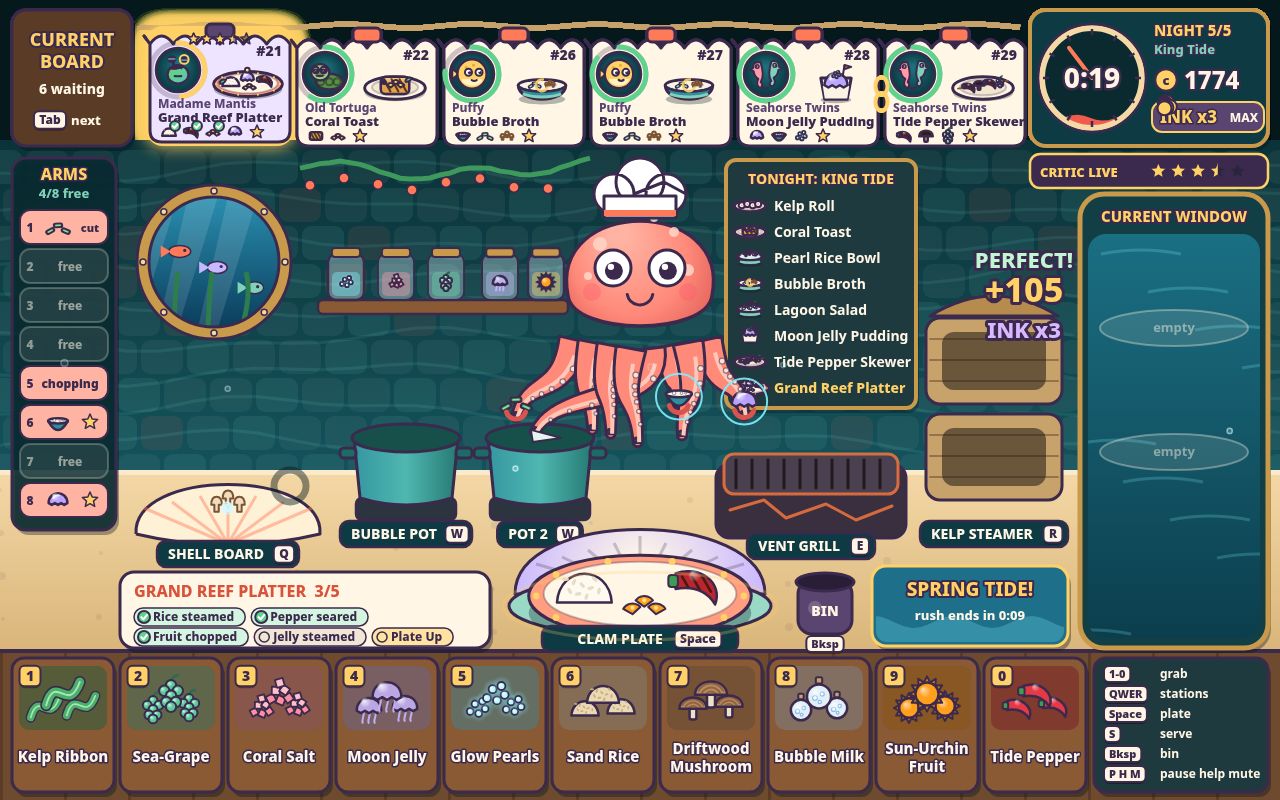 CURRENT
BOARD
6 waiting
Tab next
#21
Madame Mantis
Grand Reef Platter
#22
Old Tortuga
Coral Toast
#26
Puffy
Bubble Broth
#27
Puffy
Bubble Broth
#28
Seahorse Twins
Moon Jelly Pudding
#29
Seahorse Twins
Tide Pepper Skewer
0:19
NIGHT 5/5
King Tide
c 1774
INK x3 MAX
CRITIC LIVE
ARMS
4/8 free
1 cut
2 free
3 free
4 free
5 chopping
6
7 free
8
TONIGHT: KING TIDE
Kelp Roll
Coral Toast
Pearl Rice Bowl
Bubble Broth
Lagoon Salad
Moon Jelly Pudding
Tide Pepper Skewer
Grand Reef Platter
PERFECT!
+105
INK x3
CURRENT WINDOW
empty
empty
SHELL BOARD Q
BUBBLE POT W
POT 2 W
VENT GRILL E
KELP STEAMER R
GRAND REEF PLATTER 3/5
Rice steamed
Pepper seared
Fruit chopped
Jelly steamed
Plate Up
CLAM PLATE Space
BIN
Bksp
SPRING TIDE!
rush ends in 0:09
1
Kelp Ribbon
2
Sea-Grape
3
Coral Salt
4
Moon Jelly
5
Glow Pearls
6
Sand Rice
7
Driftwood
Mushroom
8
Bubble Milk
9
Sun-Urchin
Fruit
0
Tide Pepper
1-0 grab
QWER stations
Space plate
S serve
Bksp bin
P H M pause help mute